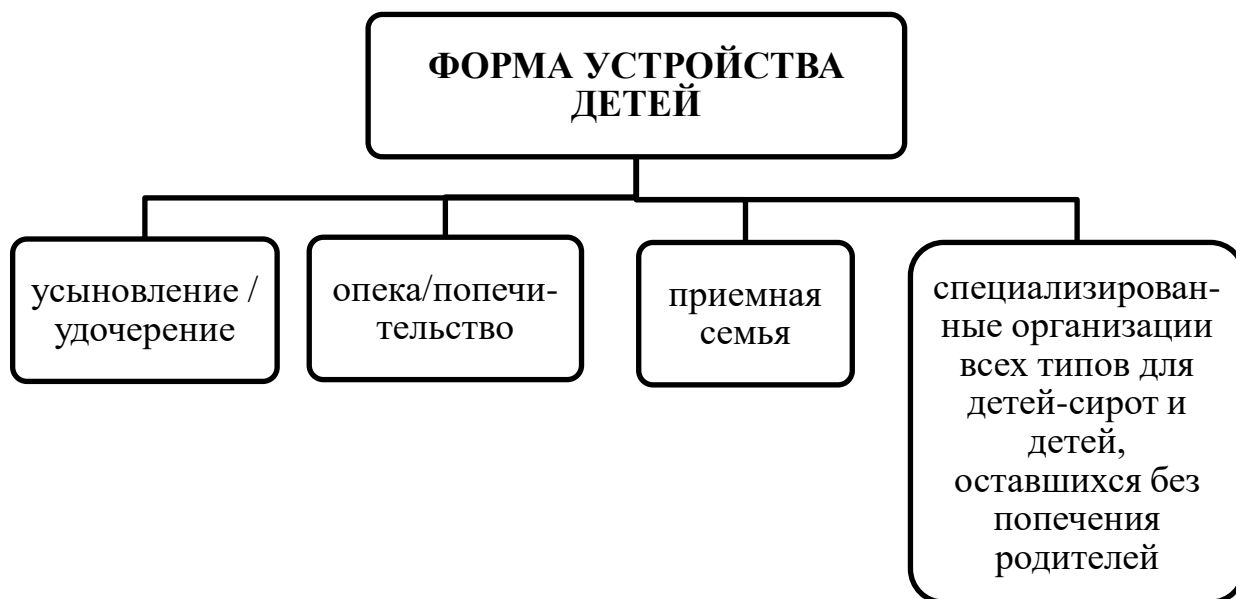 ФОРМА УСТРОЙСТВА
ДЕТЕЙ
усыновление /
удочерение
опека/попечи-
тельство
приемная
семья
специализирован-
ные организации
всех типов для
детей-сирот и
детей,
оставшихся без
попечения
родителей